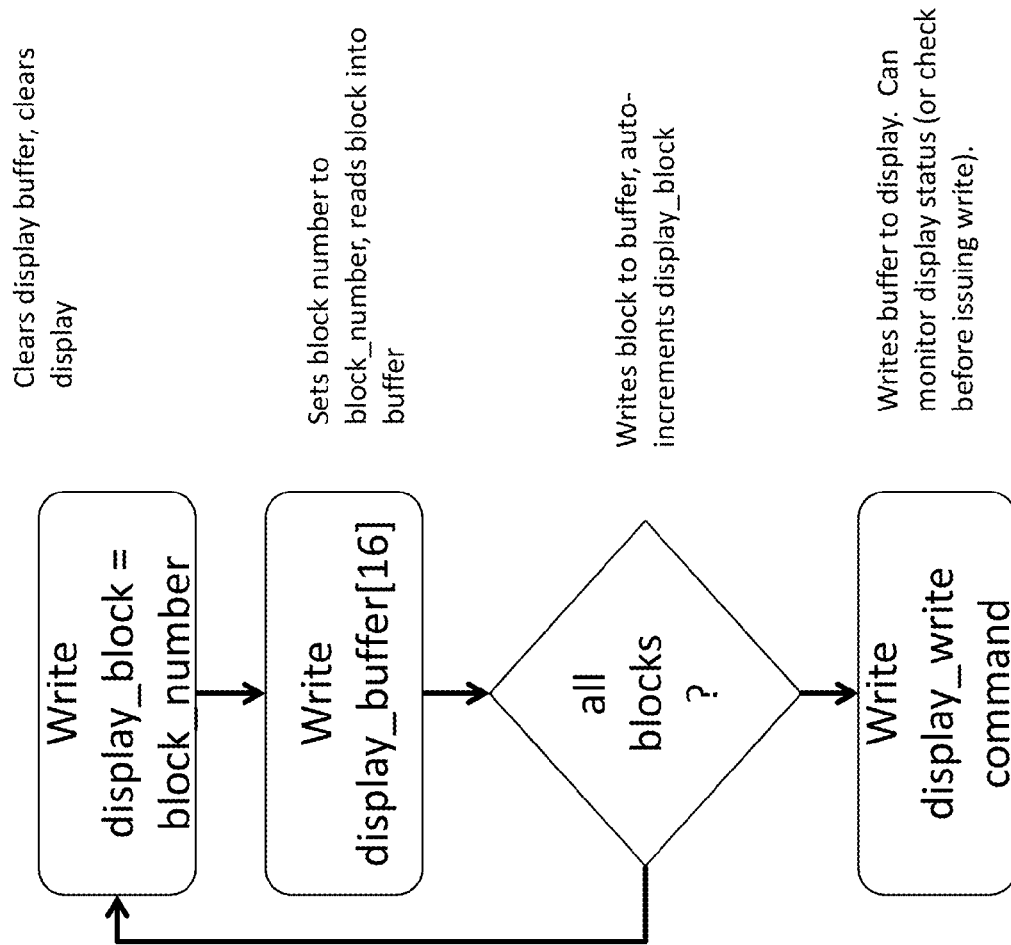 Write
display_block =
block_number
Write
display_buffer[16]
all
blocks
?
Write
display_write
command
Clears display buffer, clears
display
Sets block number to
block_number, reads block into
buffer
Writes block to buffer, auto-
increments display_block
Writes buffer to display. Can
monitor display status (or check
before issuing write).